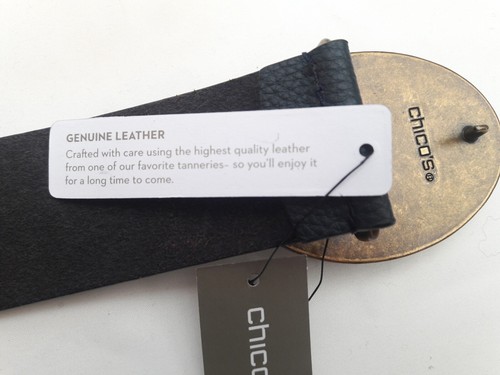 GENUINE LEATHER
Crafted with care using the highest quality leather
from one of our favorite tanneries– so you'll enjoy it
for a long time to come.
chico's®
chico